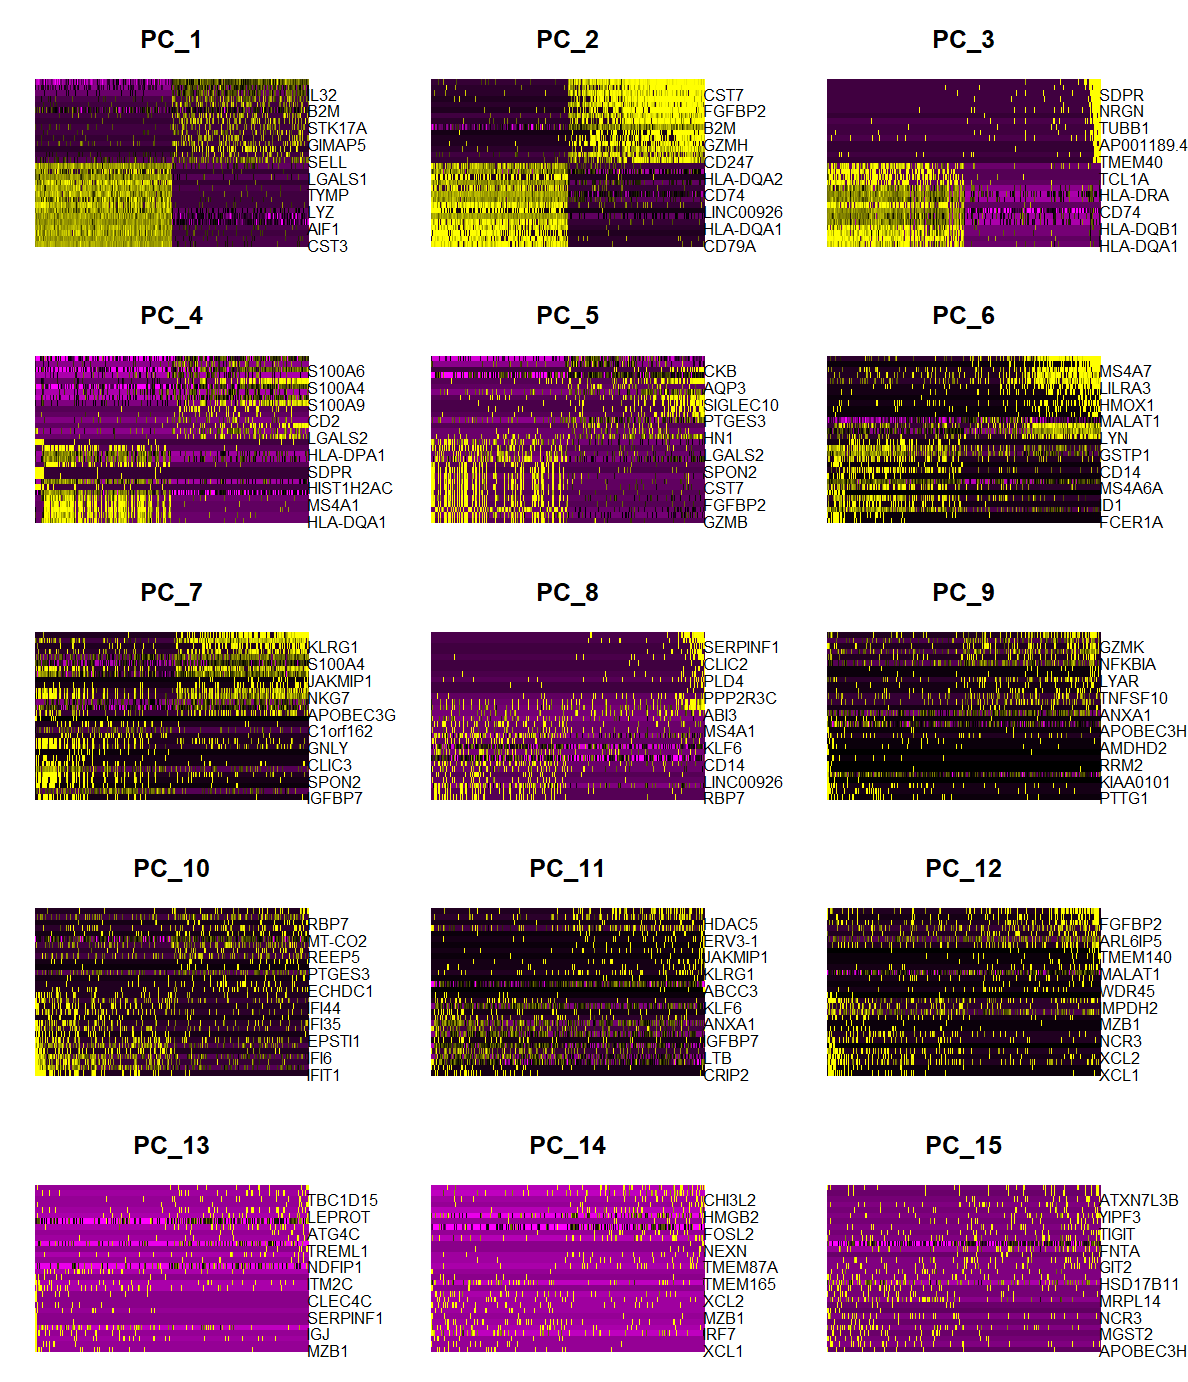 PC_1
IL32
B2M
STK17A
GIMAP5
SELL
LGALS1
TYMP
LYZ
AIF1
CST3
PC_2
CST7
FGFBP2
B2M
GZMH
CD247
HLA-DQA2
CD74
LINC00926
HLA-DQA1
CD79A
PC_3
SDPR
NRGN
TUBB1
AP001189.4
TMEM40
TCL1A
HLA-DRA
CD74
HLA-DQB1
HLA-DQA1
PC_4
S100A6
S100A4
S100A9
CD2
LGALS2
HLA-DPA1
SDPR
HIST1H2AC
MS4A1
HLA-DQA1
PC_5
CKB
AQP3
SIGLEC10
PTGES3
HN1
LGALS2
SPON2
CST7
FGFBP2
GZMB
PC_6
MS4A7
LILRA3
HMOX1
MALAT1
LYN
GSTP1
CD14
MS4A6A
ID1
FCER1A
PC_7
KLRG1
S100A4
JAKMIP1
NKG7
APOBEC3G
C1orf162
GNLY
CLIC3
SPON2
IGFBP7
PC_8
SERPINF1
CLIC2
PLD4
PPP2R3C
ABI3
MS4A1
KLF6
CD14
LINC00926
RBP7
PC_9
GZMK
NFKBIA
LYAR
TNFSF10
ANXA1
APOBEC3H
AMDHD2
RRM2
KIAA0101
PTTG1
PC_10
RBP7
MT-CO2
REEP5
PTGES3
ECHDC1
IFI44
IFI35
EPSTI1
IFI6
IFIT1
PC_11
HDAC5
ERV3-1
JAKMIP1
KLRG1
ABCC3
KLF6
ANXA1
IGFBP7
LTB
CRIP2
PC_12
FGFBP2
ARL6IP5
TMEM140
MALAT1
WDR45
IMPDH2
MZB1
NCR3
XCL2
XCL1
PC_13
TBC1D15
LEPROT
ATG4C
TREML1
NDFIP1
ITM2C
CLEC4C
SERPINF1
IGJ
MZB1
PC_14
CHI3L2
HMGB2
FOSL2
NEXN
TMEM87A
TMEM165
XCL2
MZB1
IRF7
XCL1
PC_15
ATXN7L3B
YIPF3
TIGIT
FNTA
GIT2
HSD17B11
MRPL14
NCR3
MGST2
APOBEC3H